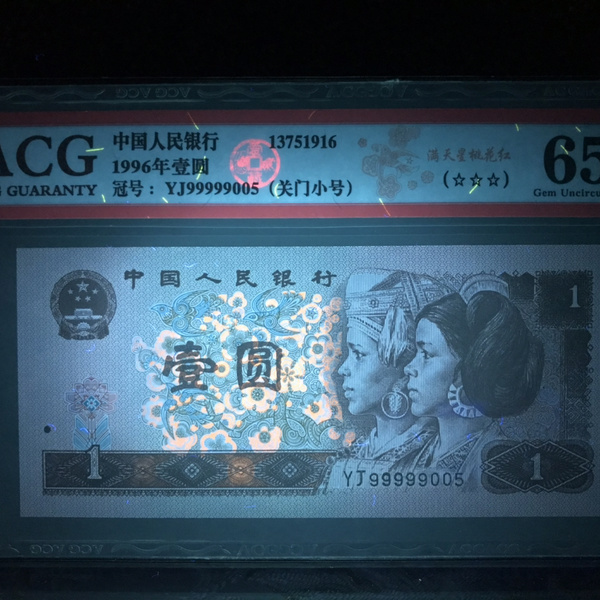 ACG
GUARANTY
中国人民银行 13751916
1996年壹圆
冠号：YJ99999005（关门小号）
满天星桃花红
(☆☆☆)
65
Gem Uncircu
中国人民银行
1
壹圆
1
YJ99999005
1